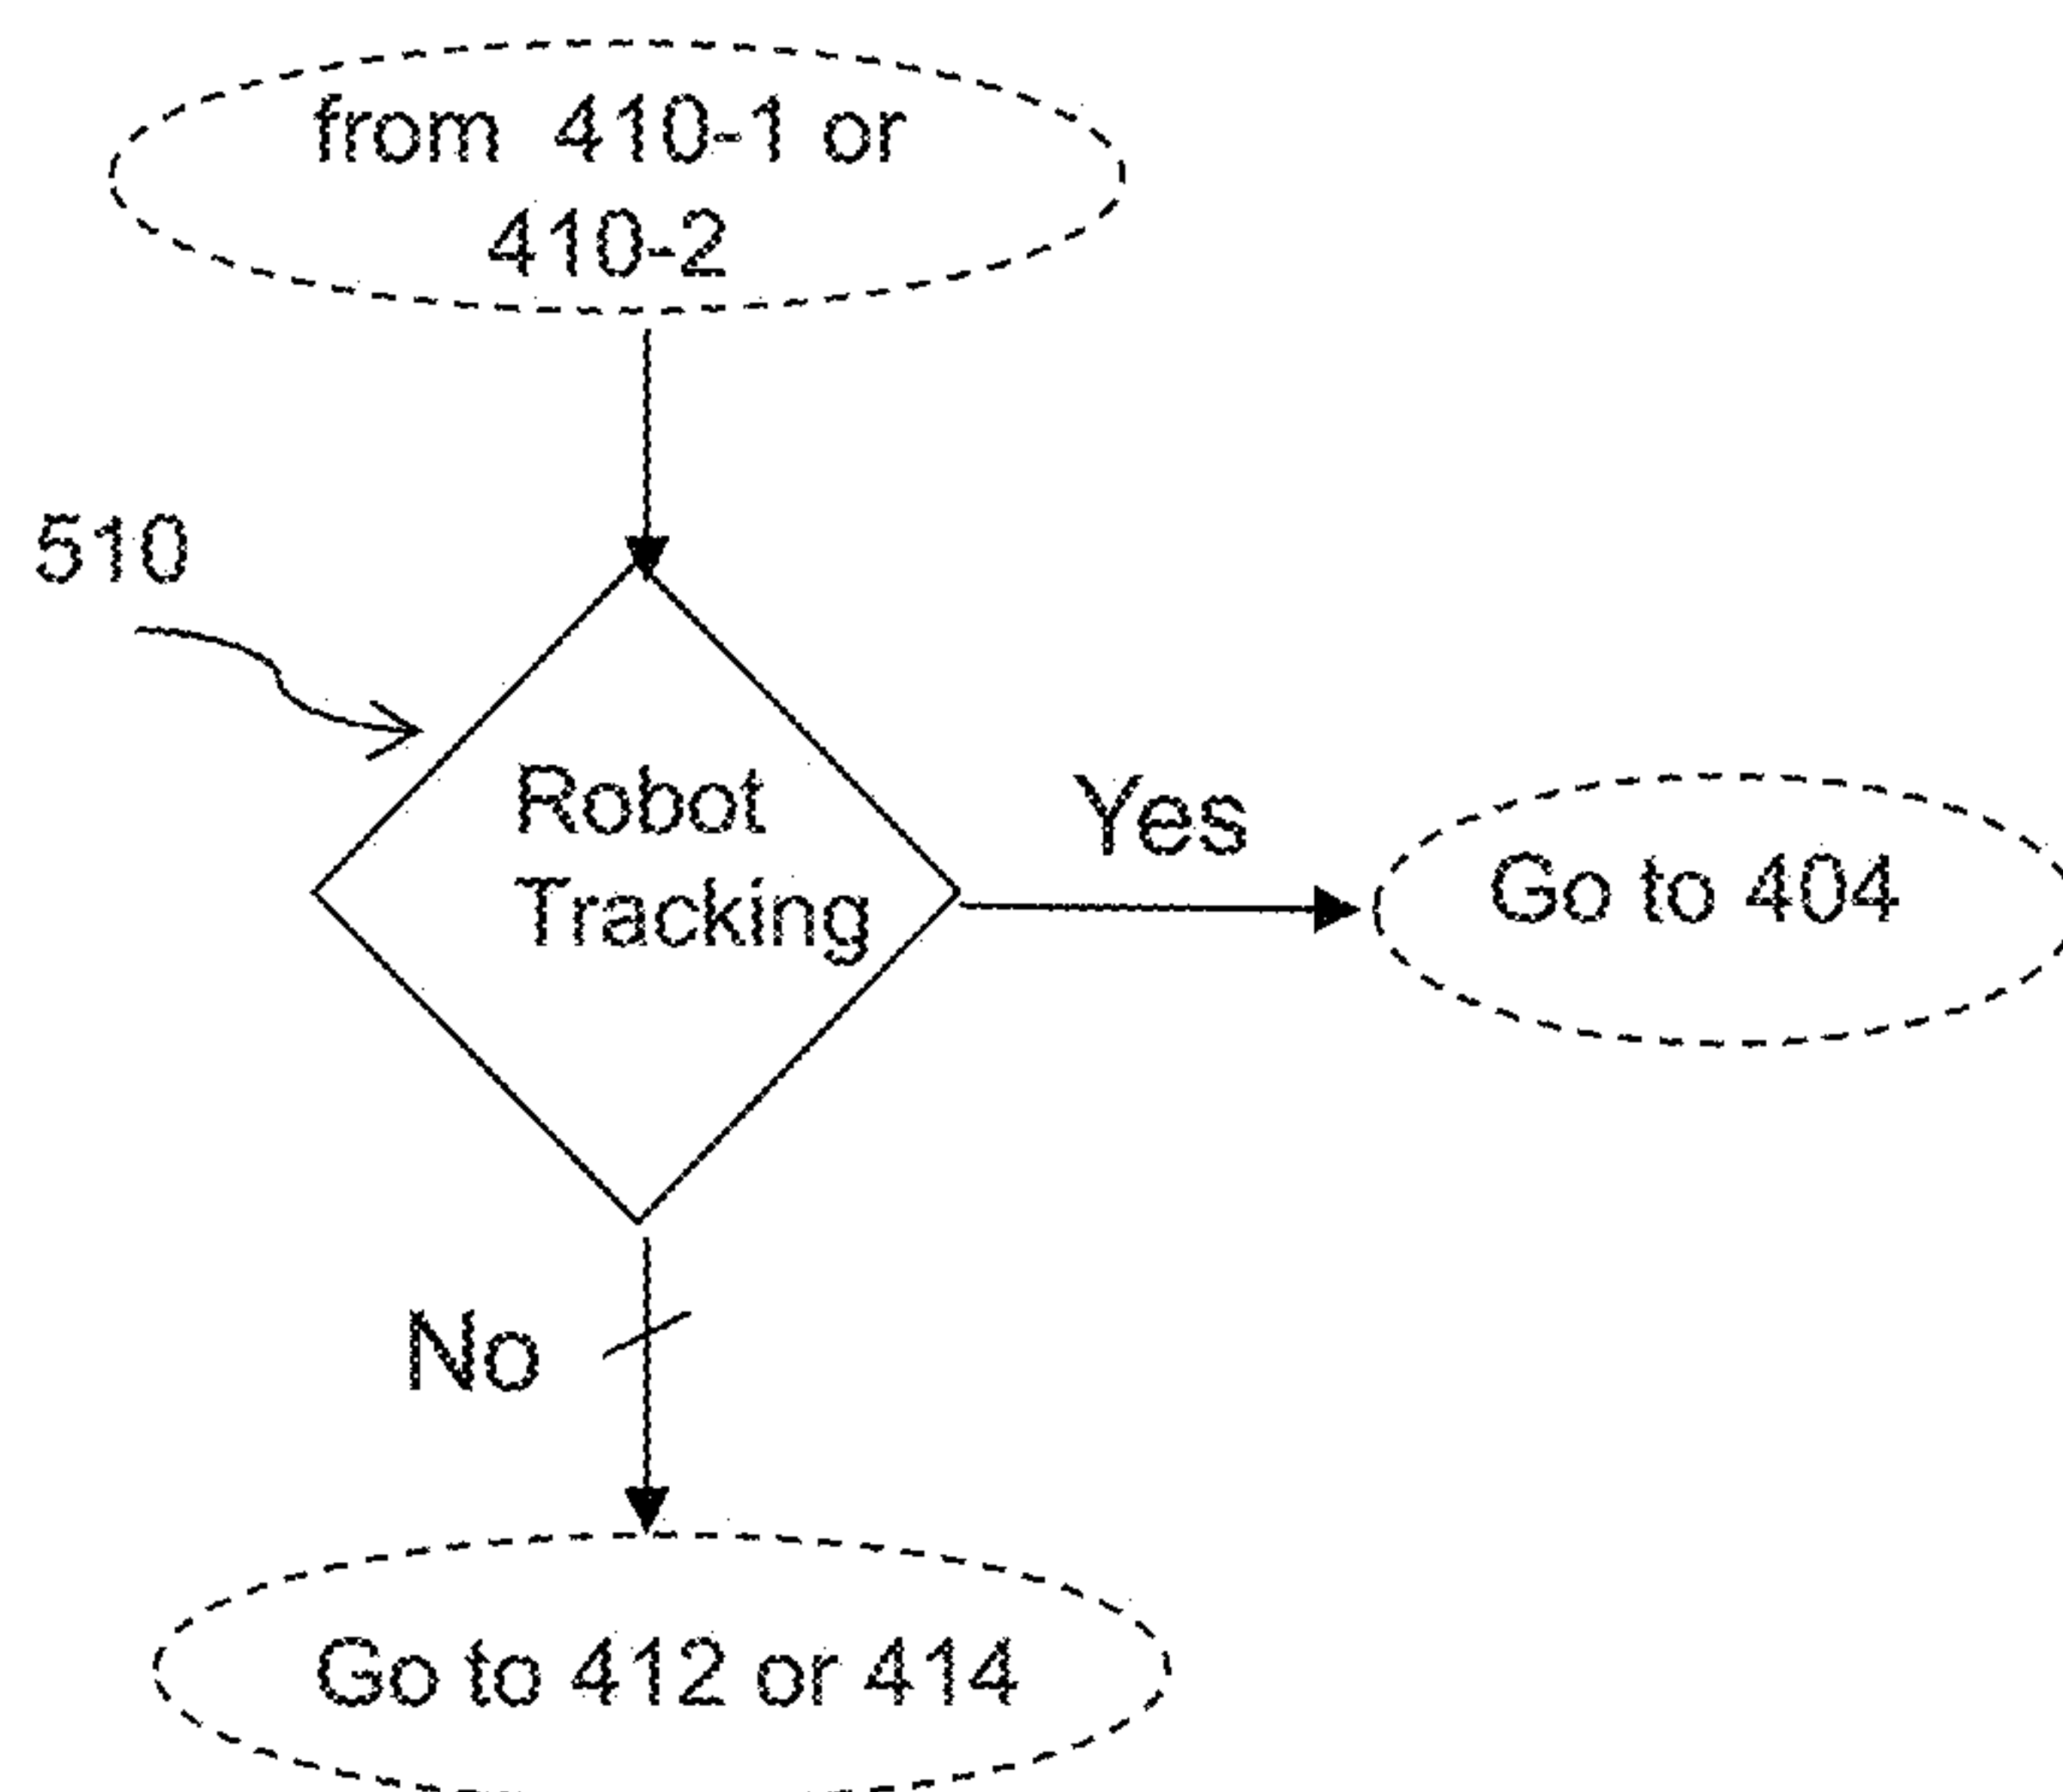 from 410-1 or
410-2
510
Robot
Tracking
Yes
Go to 404
No
Go to 412 or 414